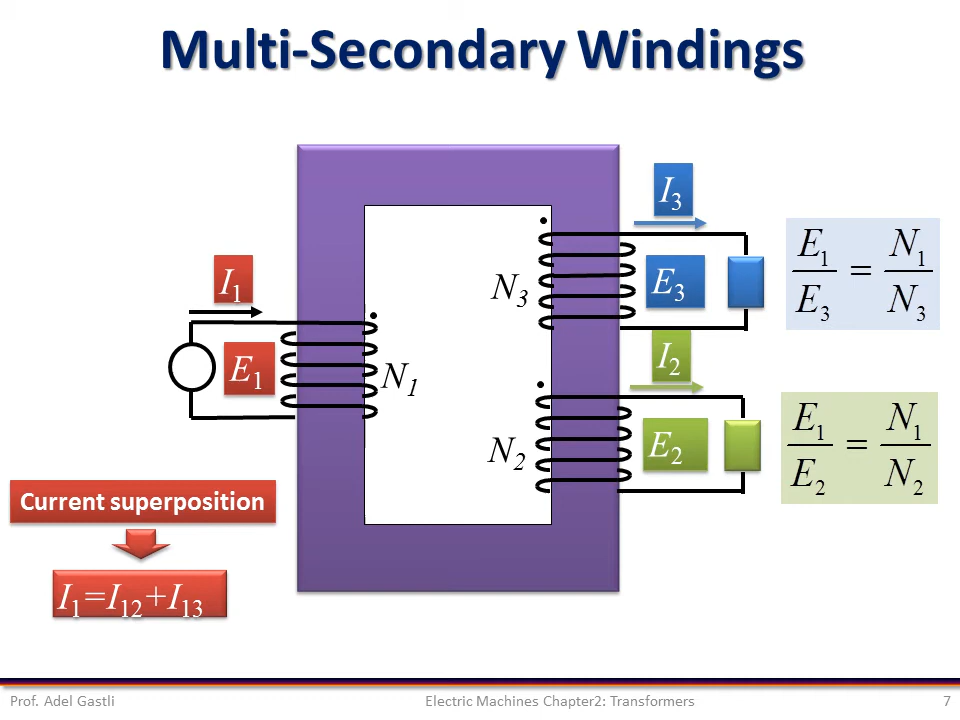 Multi-Secondary Windings
I3
E1/E3 = N1/N3
N3
E3
I1
I2
E1
N1
E1/E2 = N1/N2
N2
E2
Current superposition
I1=I12+I13
Prof. Adel Gastli
Electric Machines Chapter2: Transformers
7